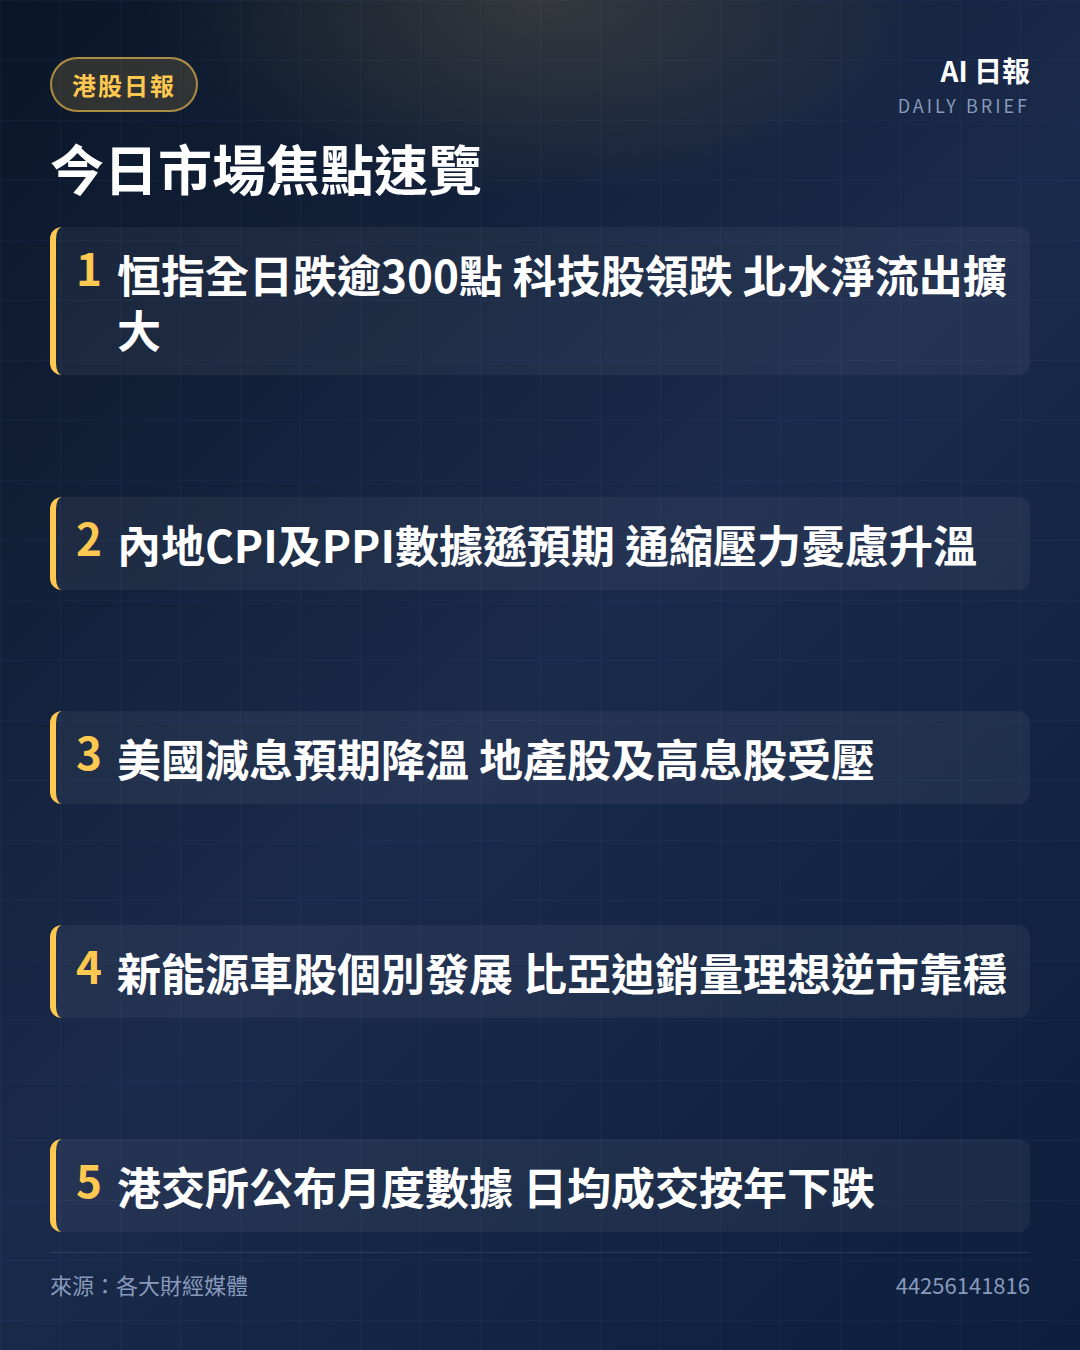 港股日報
AI 日報
DAILY BRIEF
今日市場焦點速覽
1 恒指全日跌逾300點 科技股領跌 北水淨流出擴
大
2 內地CPI及PPI數據遜預期 通縮壓力憂慮升溫
3 美國減息預期降溫 地產股及高息股受壓
4 新能源車股個別發展 比亞迪銷量理想逆市靠穩
5 港交所公布月度數據 日均成交按年下跌
來源：各大財經媒體
44256141816